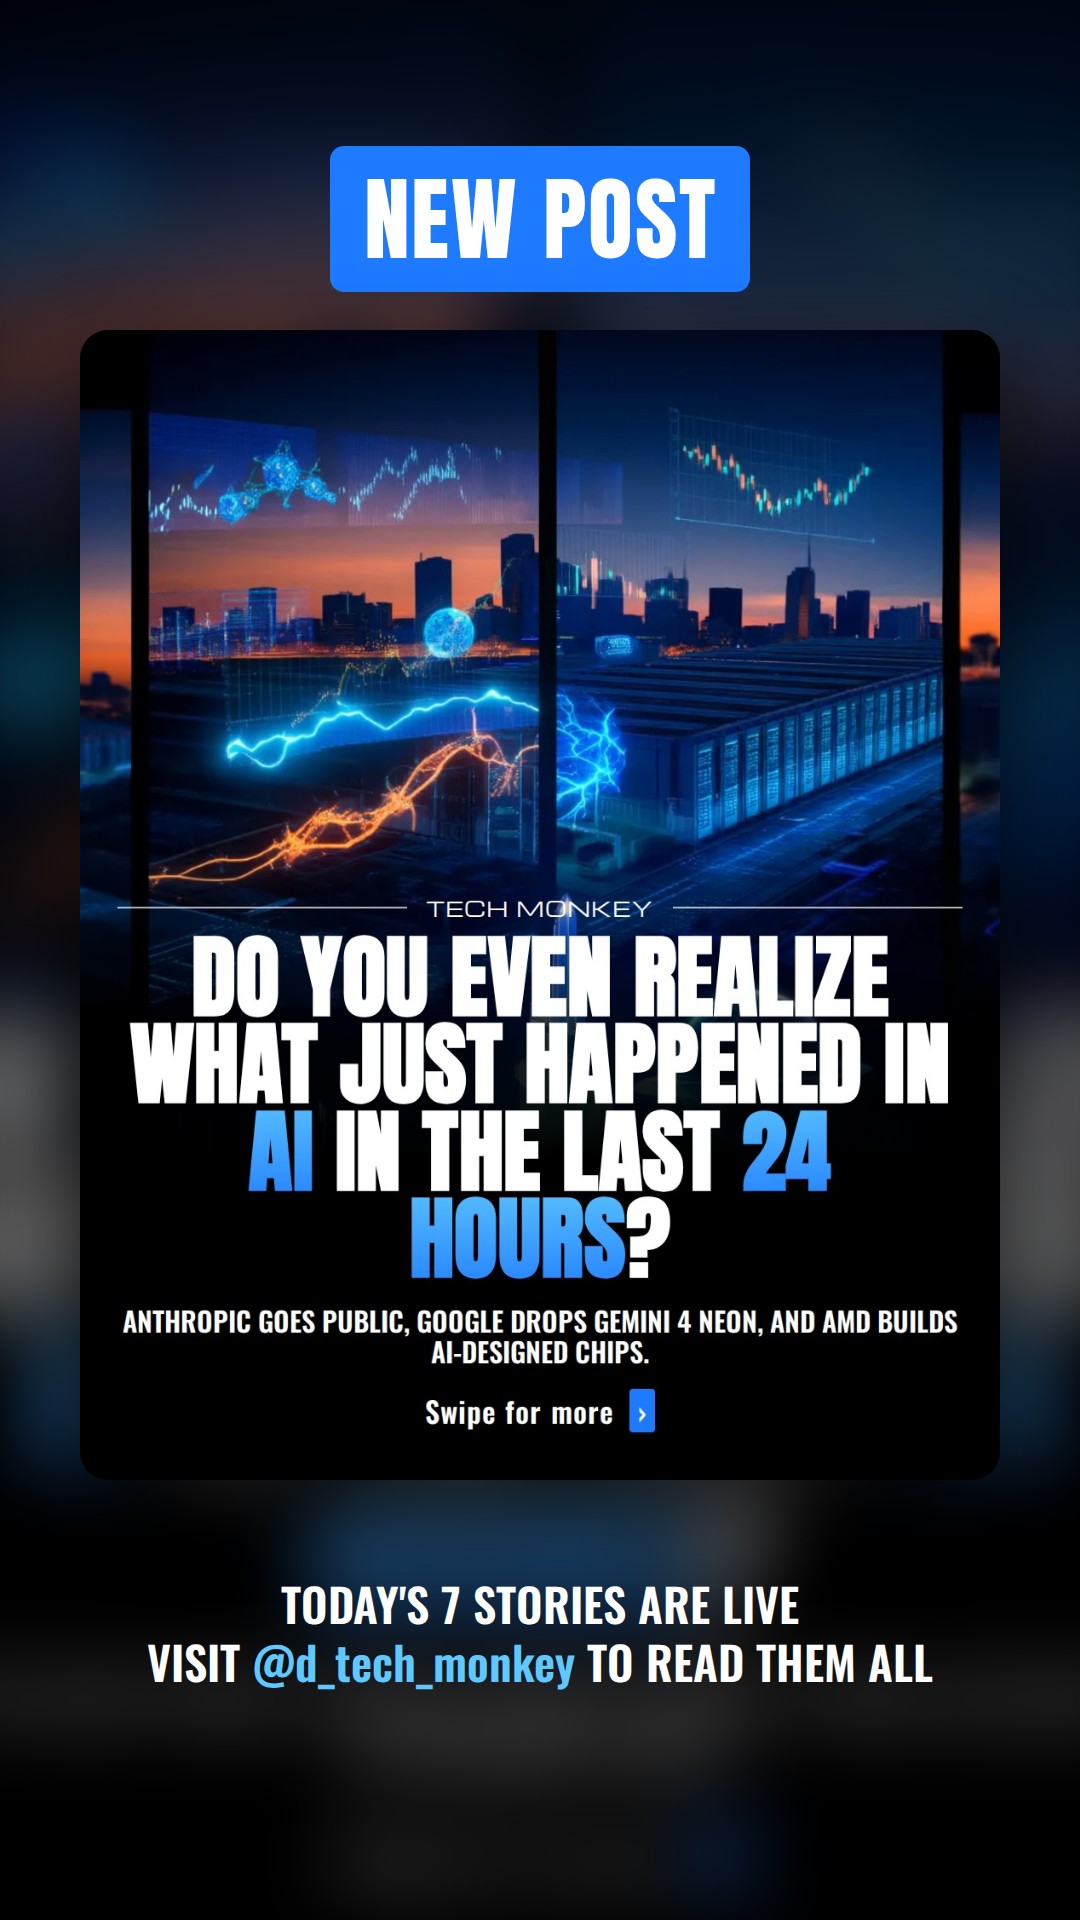 NEW POST
TECH MONKEY
DO YOU EVEN REALIZE
WHAT JUST HAPPENED IN
AI IN THE LAST 24
HOURS?
ANTHROPIC GOES PUBLIC, GOOGLE DROPS GEMINI 4 NEON, AND AMD BUILDS
AI-DESIGNED CHIPS.
Swipe for more ›
TODAY'S 7 STORIES ARE LIVE
VISIT @d_tech_monkey TO READ THEM ALL